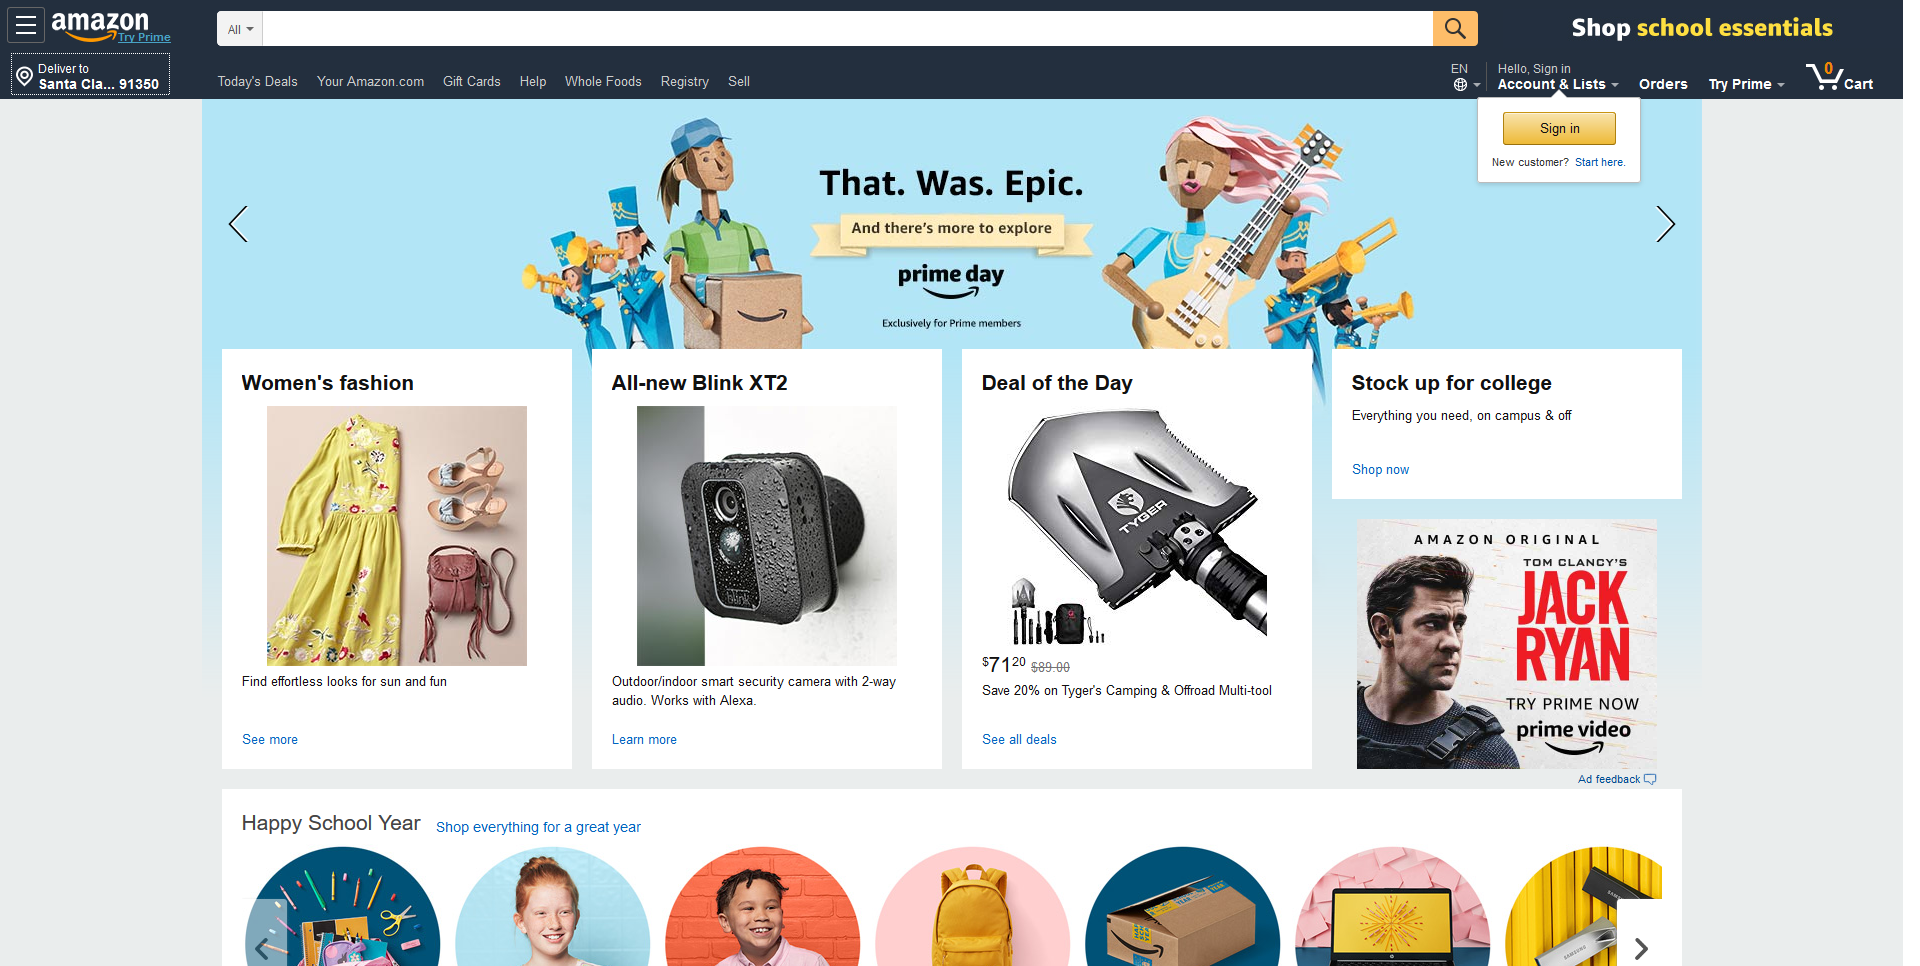 amazon
Try Prime
All
Shop school essentials
Deliver to
Santa Cla... 91350
Today's Deals
Your Amazon.com
Gift Cards
Help
Whole Foods
Registry
Sell
EN
Hello, Sign in
Account & Lists
Orders
Try Prime
0
Cart
Sign in
New customer? Start here.
That. Was. Epic.
And there's more to explore
prime day
Exclusively for Prime members
Women's fashion
Find effortless looks for sun and fun
See more
All-new Blink XT2
blink
Outdoor/indoor smart security camera with 2-way
audio. Works with Alexa.
Learn more
Deal of the Day
TYGER
$7120 $89.00
Save 20% on Tyger's Camping & Offroad Multi-tool
See all deals
Stock up for college
Everything you need, on campus & off
Shop now
AMAZON ORIGINAL
TOM CLANCY'S
JACK
RYAN
TRY PRIME NOW
prime video
Ad feedback
Happy School Year
Shop everything for a great year
SAMSUNG